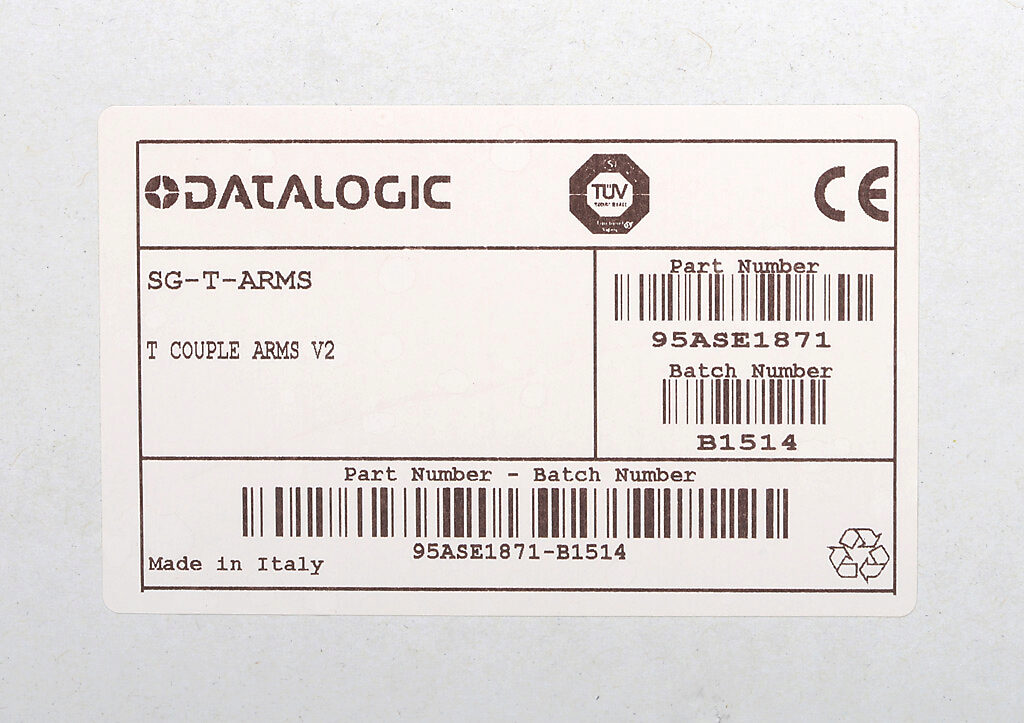 DATALOGIC
TÜV
CE
SG-T-ARMS
T COUPLE ARMS V2
Part Number
95ASE1871
Batch Number
B1514
Part Number - Batch Number
95ASE1871-B1514
Made in Italy